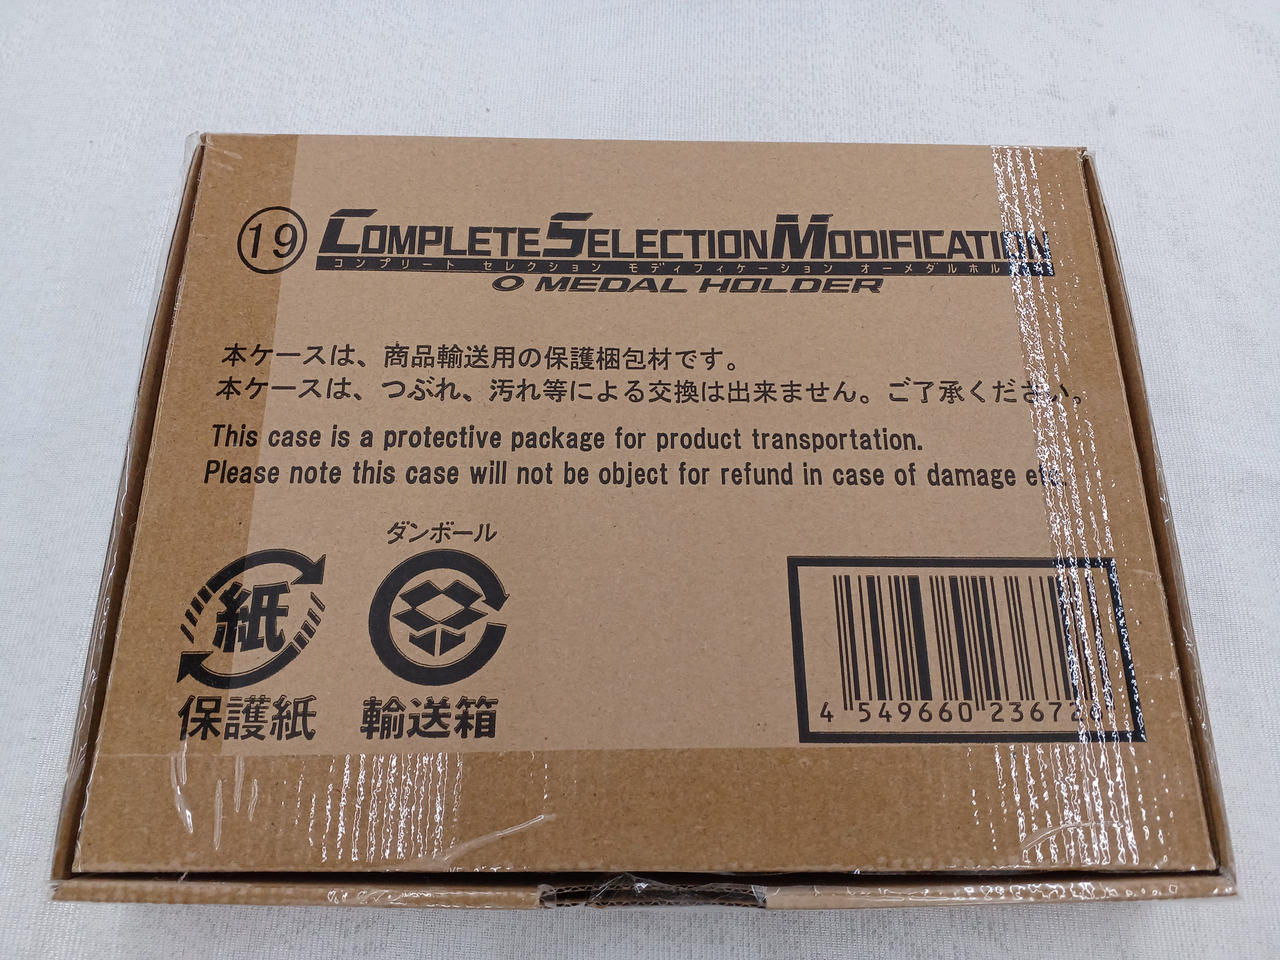 19 COMPLETE SELECTION MODIFICATION
コンプリート セレクション モディフィケーション オーメダルホル
O MEDAL HOLDER
本ケースは、商品輸送用の保護梱包材です。
本ケースは、つぶれ、汚れ等による交換は出来ません。ご了承ください。
This case is a protective package for product transportation.
Please note this case will not be object for refund in case of damage etc.
ダンボール
紙
保護紙
輸送箱
4 549660 236726